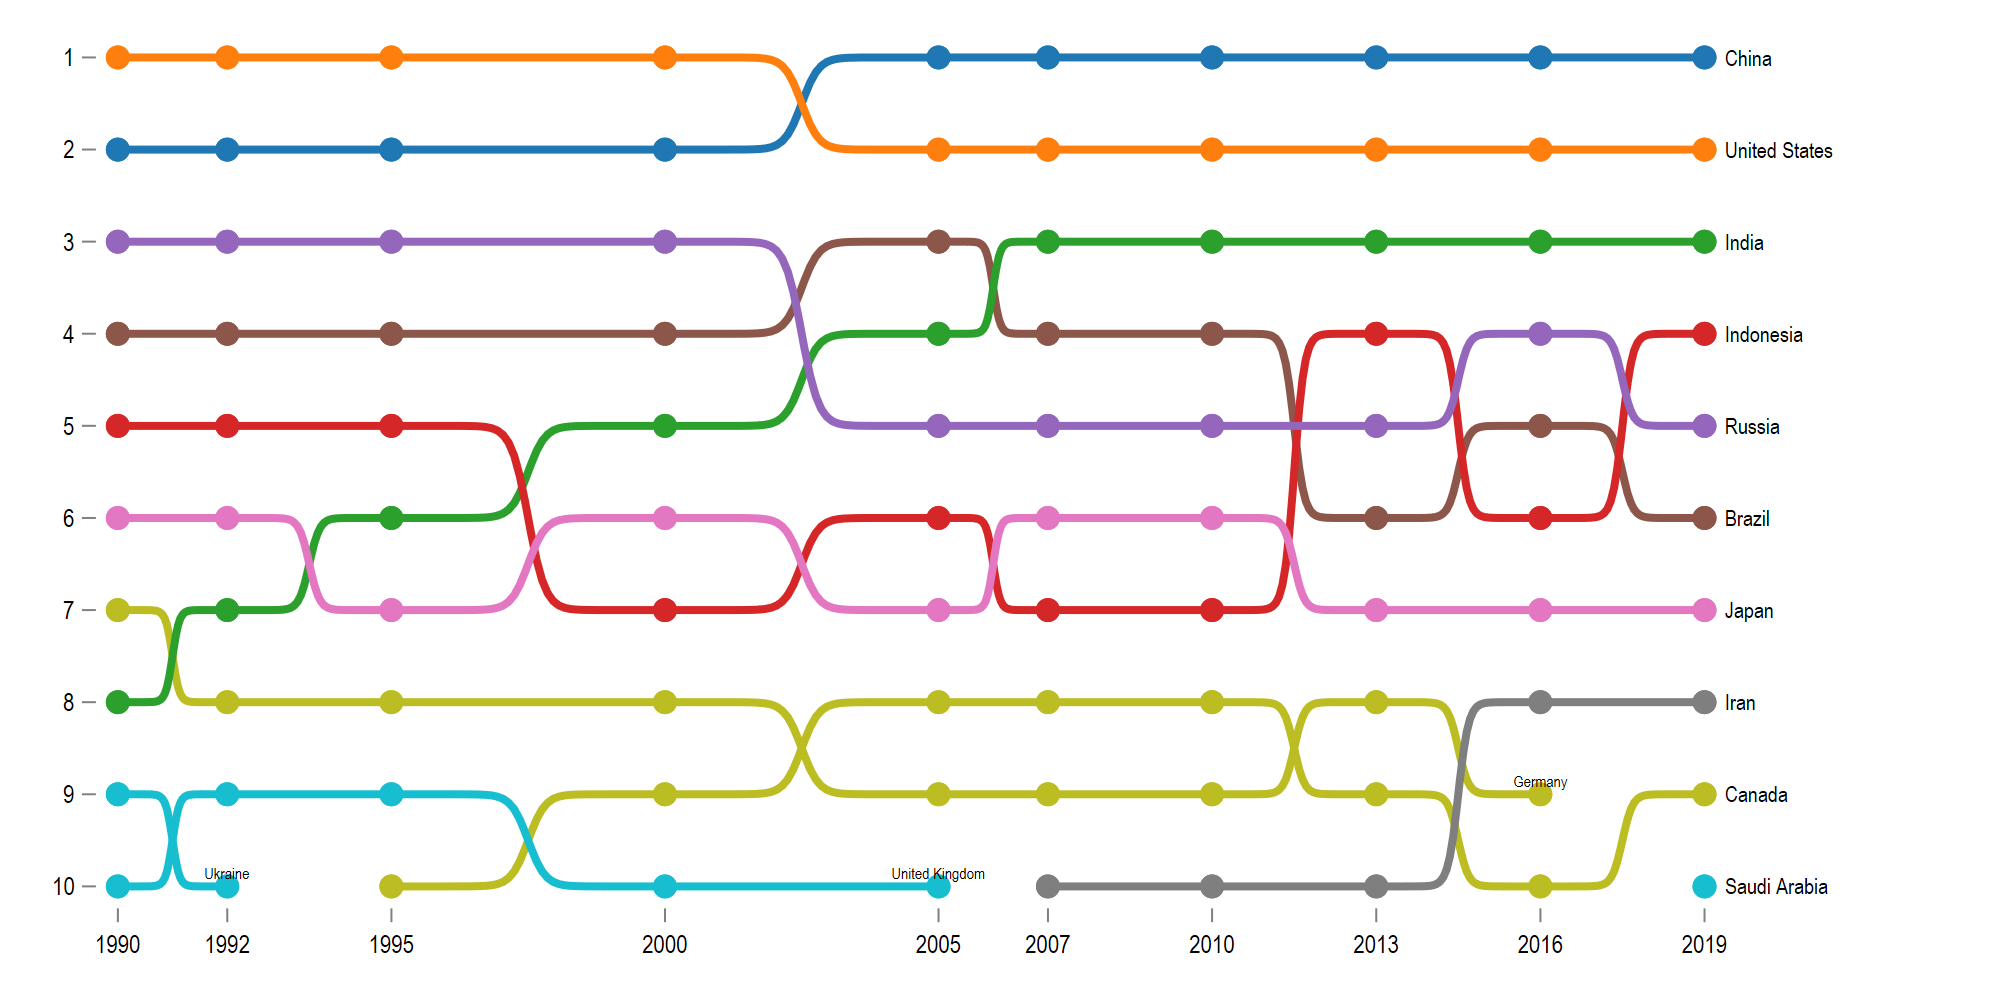 1
China
2
United States
3
India
4
Indonesia
5
Russia
6
Brazil
7
Japan
8
Iran
Germany
9
Canada
Ukraine
United Kingdom
10
Saudi Arabia
1990 1992 1995 2000 2005 2007 2010 2013 2016 2019